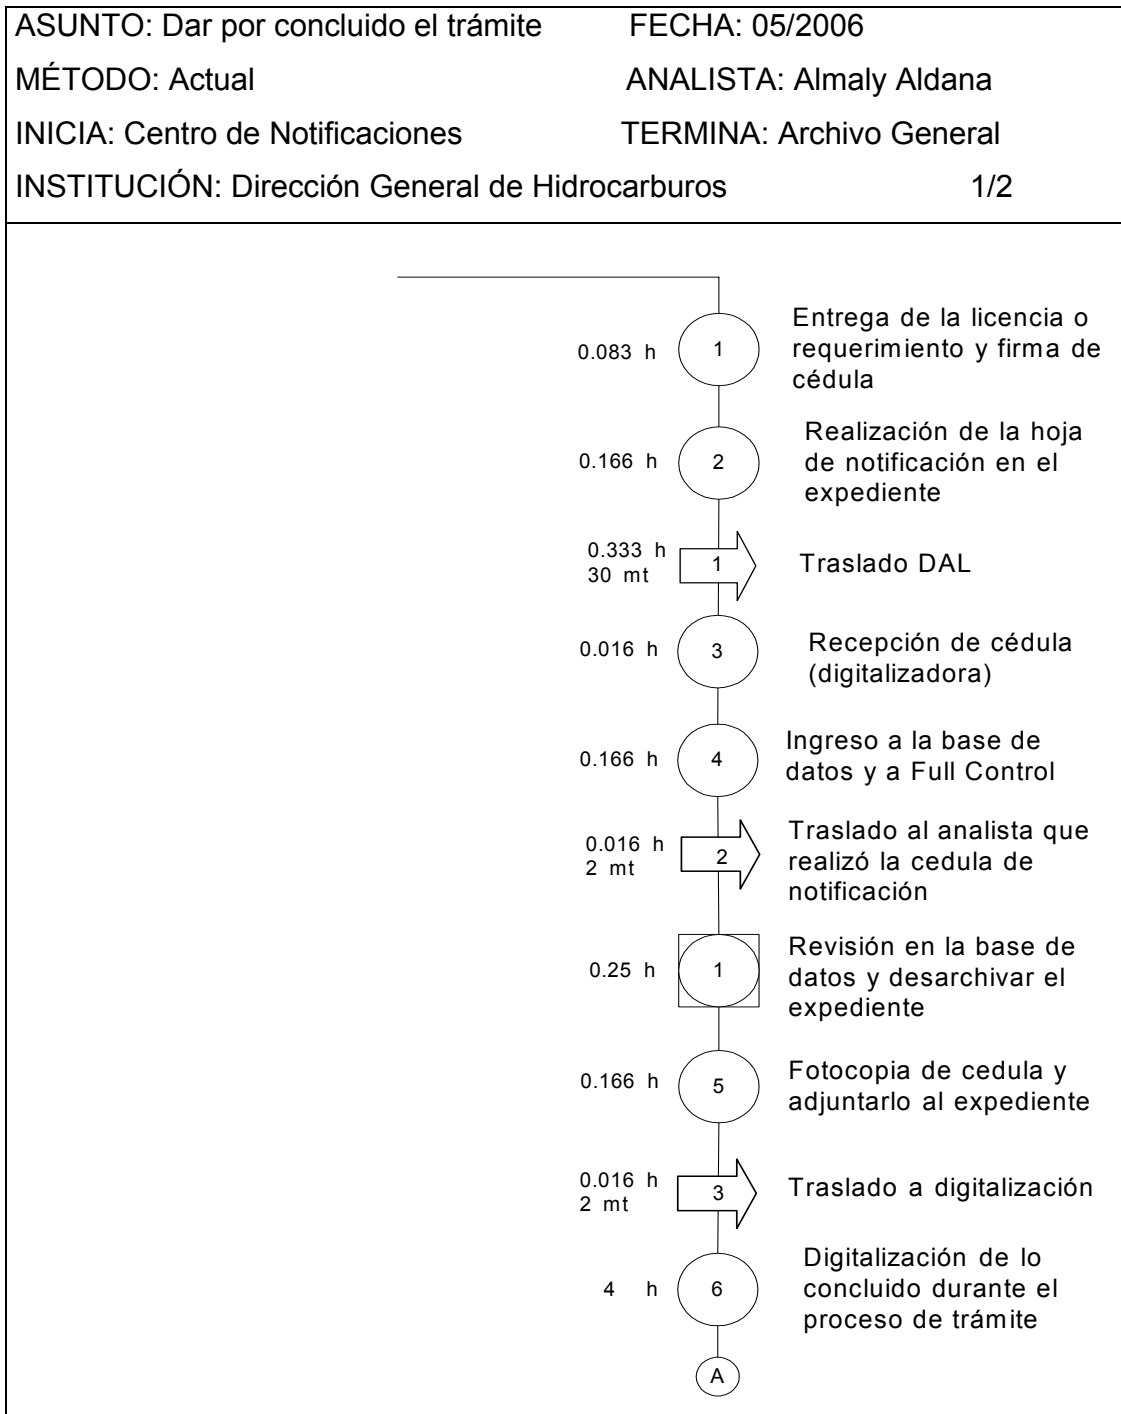 ASUNTO: Dar por concluido el trámite FECHA: 05/2006
MÉTODO: Actual ANALISTA: Almaly Aldana
INICIA: Centro de Notificaciones TERMINA: Archivo General
INSTITUCIÓN: Dirección General de Hidrocarburos 1/2
0.083 h
1
Entrega de la licencia o
requerimiento y firma de
cédula
0.166 h
2
Realización de la hoja
de notificación en el
expediente
0.333 h
30 mt
1
Traslado DAL
0.016 h
3
Recepción de cédula
(digitalizadora)
0.166 h
4
Ingreso a la base de
datos y a Full Control
0.016 h
2 mt
2
Traslado al analista que
realizó la cedula de
notificación
0.25 h
1
Revisión en la base de
datos y desarchivar el
expediente
0.166 h
5
Fotocopia de cedula y
adjuntarlo al expediente
0.016 h
2 mt
3
Traslado a digitalización
4 h
6
Digitalización de lo
concluido durante el
proceso de trámite
A